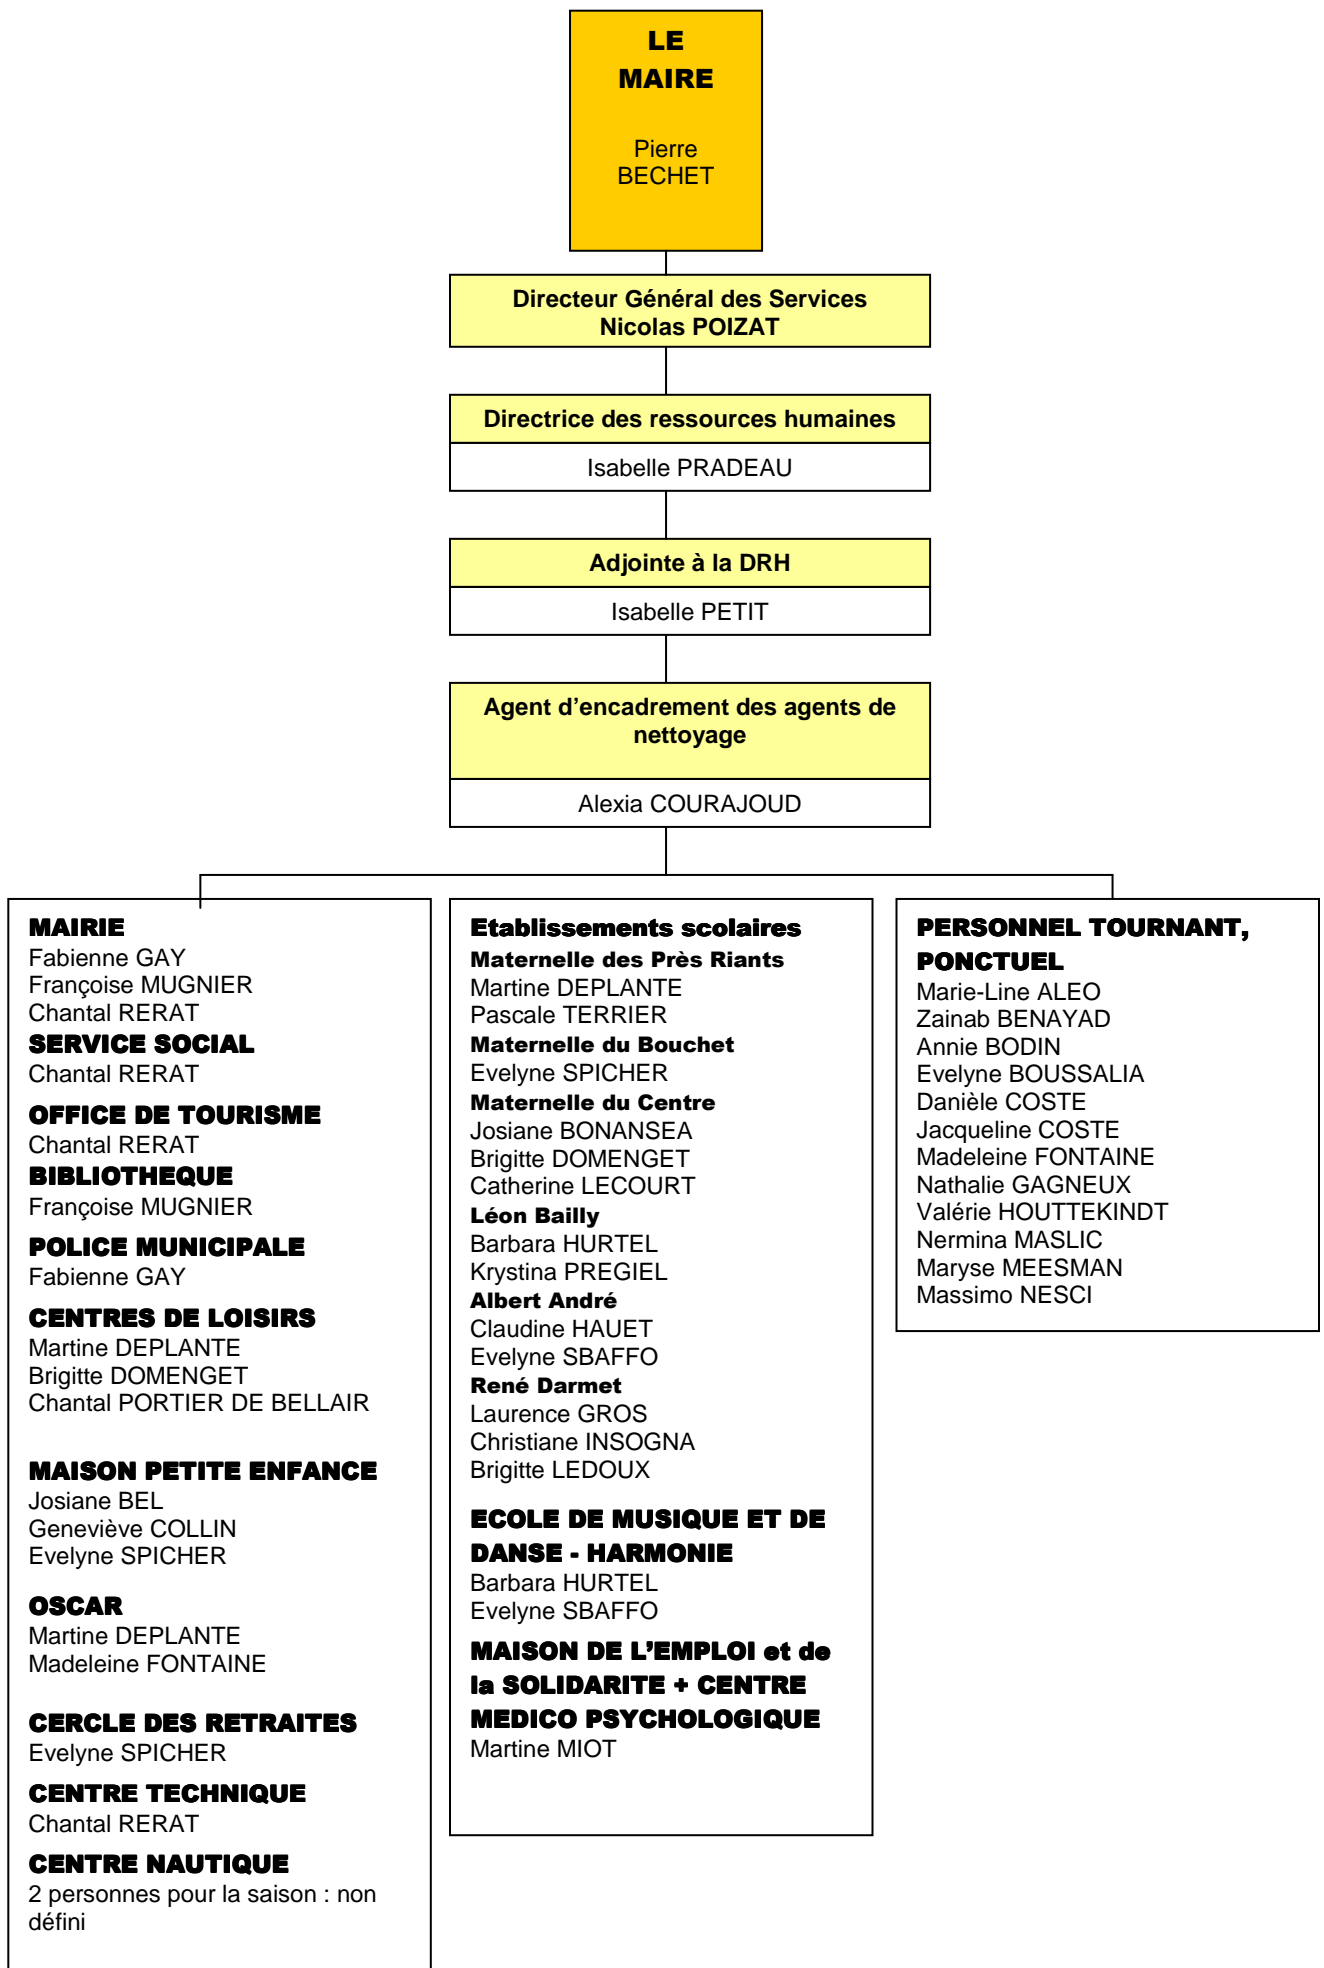 LE
MAIRE
Pierre
BECHET
Directeur Général des Services
Nicolas POIZAT
Directrice des ressources humaines
Isabelle PRADEAU
Adjointe à la DRH
Isabelle PETIT
Agent d'encadrement des agents de
nettoyage
Alexia COURAJOUD
MAIRIE
Fabienne GAY
Françoise MUGNIER
Chantal RERAT
SERVICE SOCIAL
Chantal RERAT
OFFICE DE TOURISME
Chantal RERAT
BIBLIOTHEQUE
Françoise MUGNIER
POLICE MUNICIPALE
Fabienne GAY
CENTRES DE LOISIRS
Martine DEPLANTE
Brigitte DOMENGET
Chantal PORTIER DE BELLAIR
MAISON PETITE ENFANCE
Josiane BEL
Geneviève COLLIN
Evelyne SPICHER
OSCAR
Martine DEPLANTE
Madeleine FONTAINE
CERCLE DES RETRAITES
Evelyne SPICHER
CENTRE TECHNIQUE
Chantal RERAT
CENTRE NAUTIQUE
2 personnes pour la saison : non
défini
Etablissements scolaires
Maternelle des Près Riants
Martine DEPLANTE
Pascale TERRIER
Maternelle du Bouchet
Evelyne SPICHER
Maternelle du Centre
Josiane BONANSEA
Brigitte DOMENGET
Catherine LECOURT
Léon Bailly
Barbara HURTEL
Krystina PREGIEL
Albert André
Claudine HAUET
Evelyne SBAFFO
René Darmet
Laurence GROS
Christiane INSOGNA
Brigitte LEDOUX
ECOLE DE MUSIQUE ET DE
DANSE - HARMONIE
Barbara HURTEL
Evelyne SBAFFO
MAISON DE L'EMPLOI et de
la SOLIDARITE + CENTRE
MEDICO PSYCHOLOGIQUE
Martine MIOT
PERSONNEL TOURNANT,
PONCTUEL
Marie-Line ALEO
Zainab BENAYAD
Annie BODIN
Evelyne BOUSSALIA
Danièle COSTE
Jacqueline COSTE
Madeleine FONTAINE
Nathalie GAGNEUX
Valérie HOUTTEKINDT
Nermina MASLIC
Maryse MEESMAN
Massimo NESCI